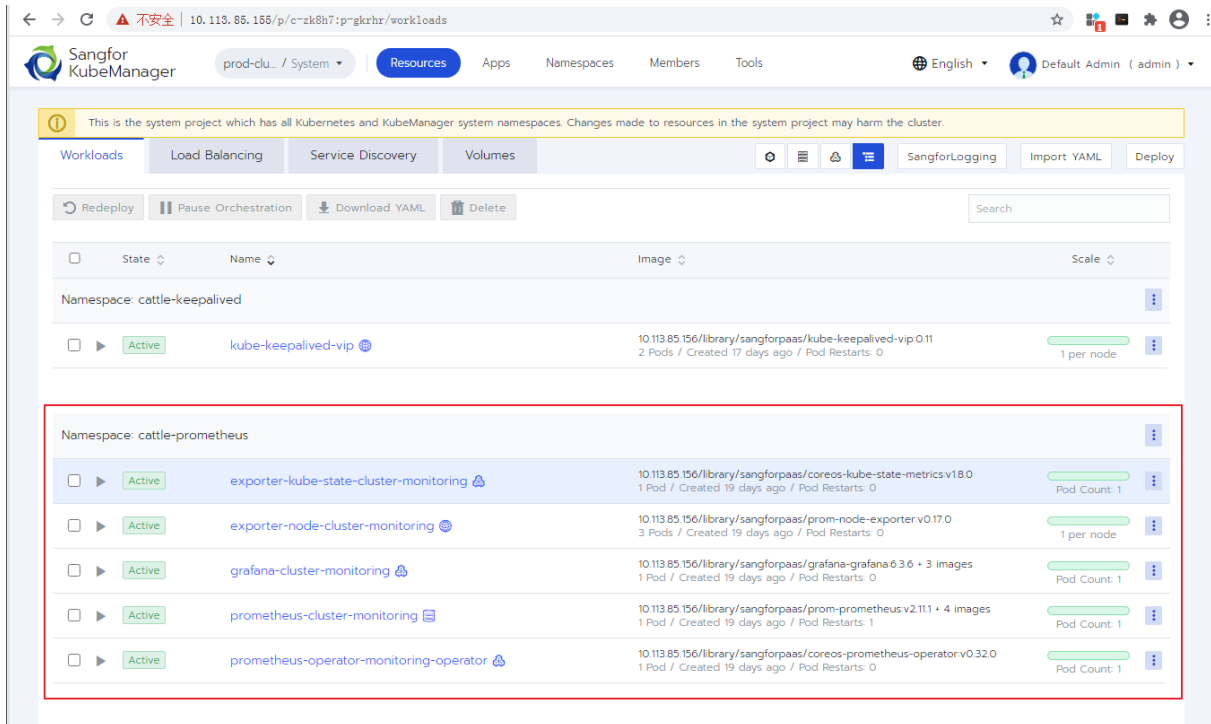 不安全 | 10.113.85.155/p/c-zk8h7:p-gkrhr/workloads
1
Sangfor
KubeManager
prod-clu... / System
Resources
Apps
Namespaces
Members
Tools
English
Default Admin ( admin )
This is the system project which has all Kubernetes and KubeManager system namespaces. Changes made to resources in the system project may harm the cluster.
Workloads
Load Balancing
Service Discovery
Volumes
SangforLogging
Import YAML
Deploy
Redeploy
Pause Orchestration
Download YAML
Delete
Search
State
Name
Image
Scale
Namespace: cattle-keepalived
Active
kube-keepalived-vip
10.113.85.156/library/sangforpaas/kube-keepalived-vip:0.11
2 Pods / Created 17 days ago / Pod Restarts: 0
1 per node
Namespace: cattle-prometheus
Active
exporter-kube-state-cluster-monitoring
10.113.85.156/library/sangforpaas/coreos-kube-state-metrics:v1.8.0
1 Pod / Created 19 days ago / Pod Restarts: 0
Pod Count: 1
Active
exporter-node-cluster-monitoring
10.113.85.156/library/sangforpaas/prom-node-exporter:v0.17.0
3 Pods / Created 19 days ago / Pod Restarts: 0
1 per node
Active
grafana-cluster-monitoring
10.113.85.156/library/sangforpaas/grafana-grafana:6.3.6 + 3 images
1 Pod / Created 19 days ago / Pod Restarts: 0
Pod Count: 1
Active
prometheus-cluster-monitoring
10.113.85.156/library/sangforpaas/prom-prometheus:v2.11.1 + 4 images
1 Pod / Created 19 days ago / Pod Restarts: 1
Pod Count: 1
Active
prometheus-operator-monitoring-operator
10.113.85.156/library/sangforpaas/coreos-prometheus-operator:v0.32.0
1 Pod / Created 19 days ago / Pod Restarts: 0
Pod Count: 1